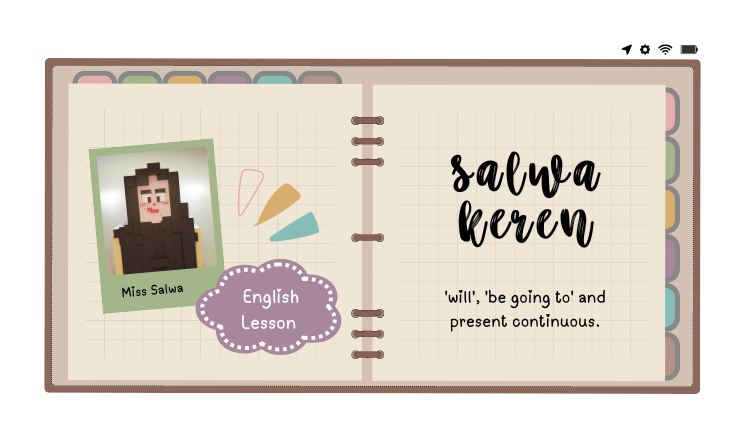 Miss Salwa
English
Lesson
salwa
keren
'will', 'be going to' and
present continuous.